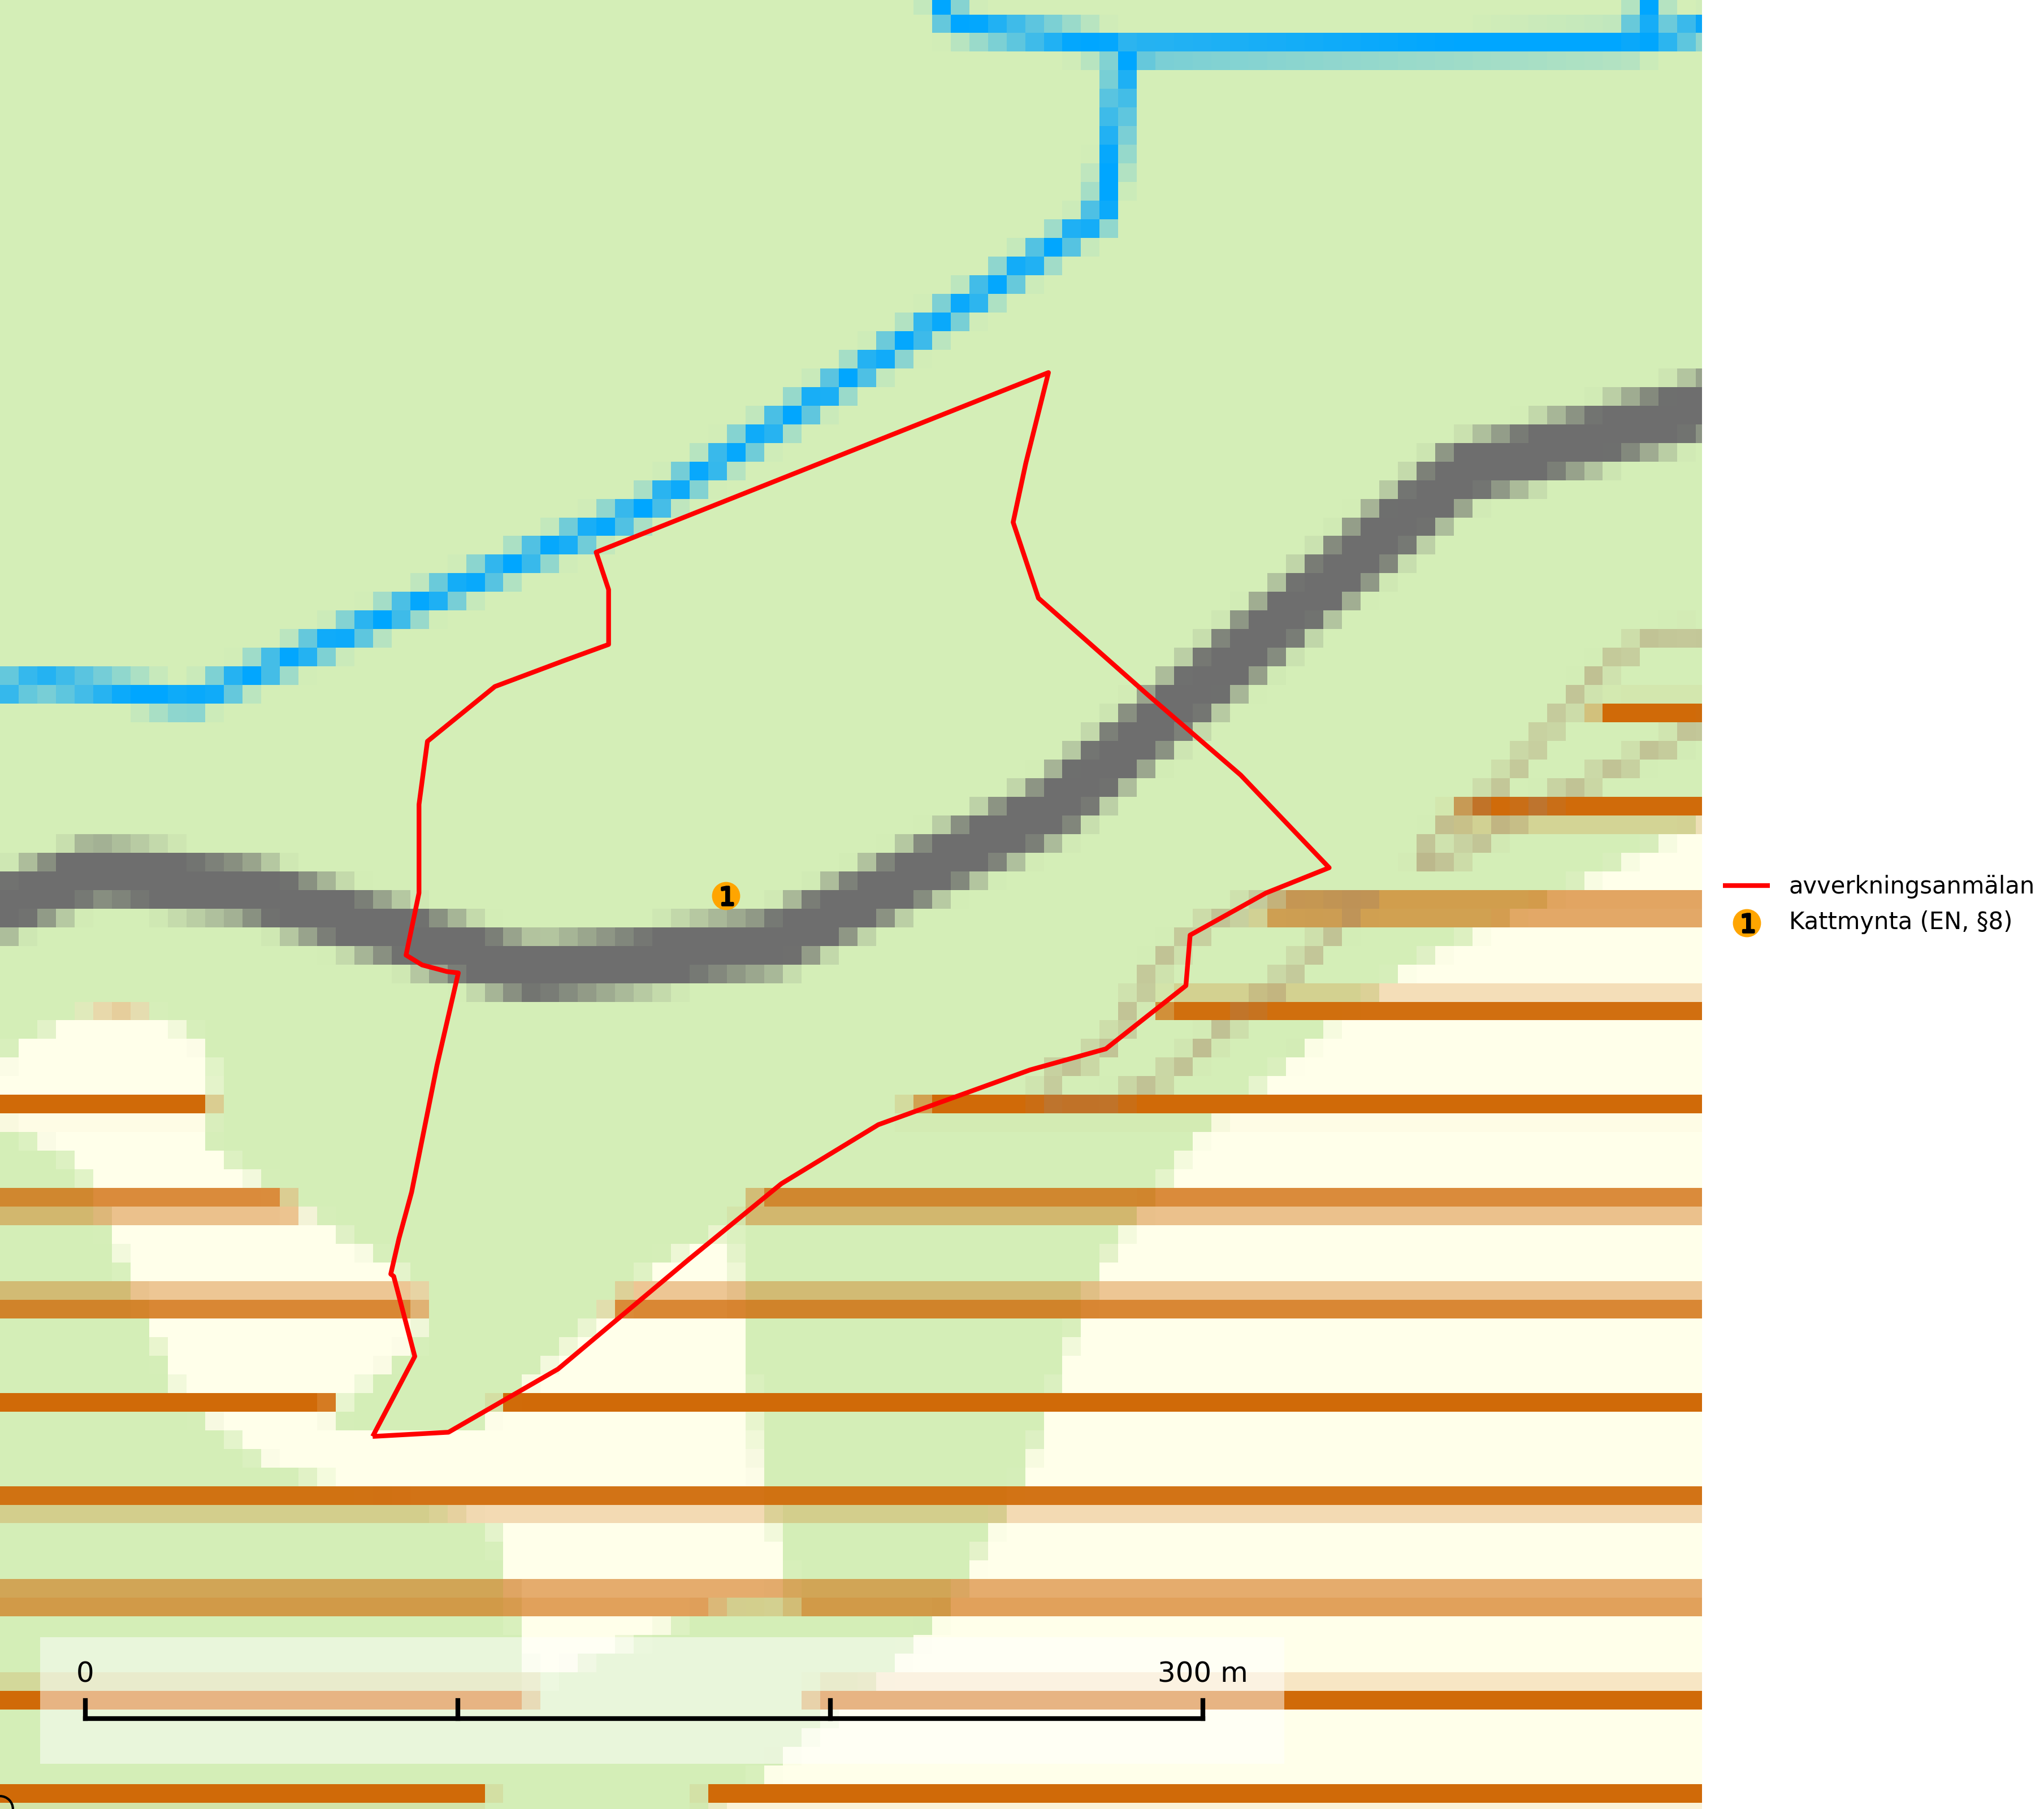 1
avverkningsanmälan
1 Kattmynta (EN, §8)
0 300 m